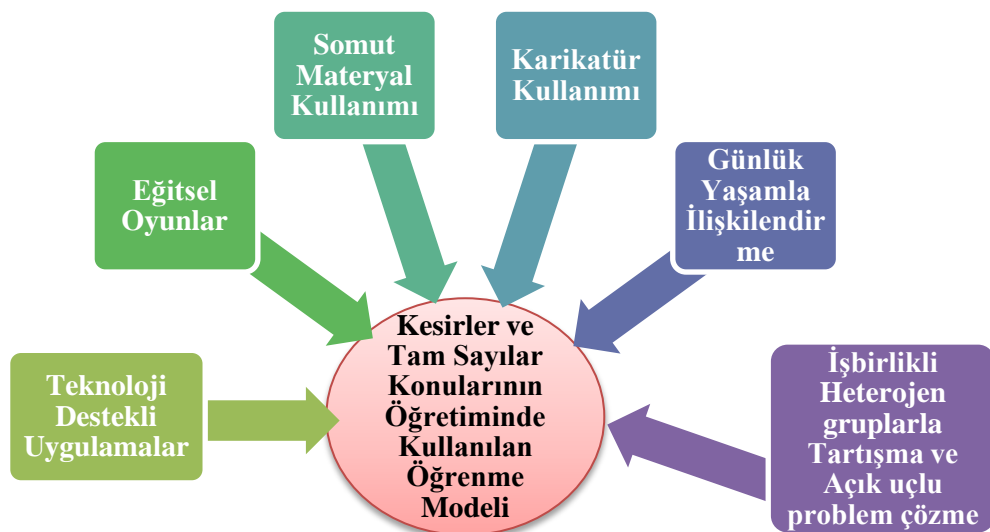 Somut
Materyal
Kullanımı
Karikatür
Kullanımı
Eğitsel
Oyunlar
Günlük
Yaşamla
İlişkilendir
me
Teknoloji
Destekli
Uygulamalar
Kesirler ve
Tam Sayılar
Konularının
Öğretiminde
Kullanılan
Öğrenme
Modeli
İşbirlikli
Heterojen
gruplarla
Tartışma ve
Açık uçlu
problem çözme